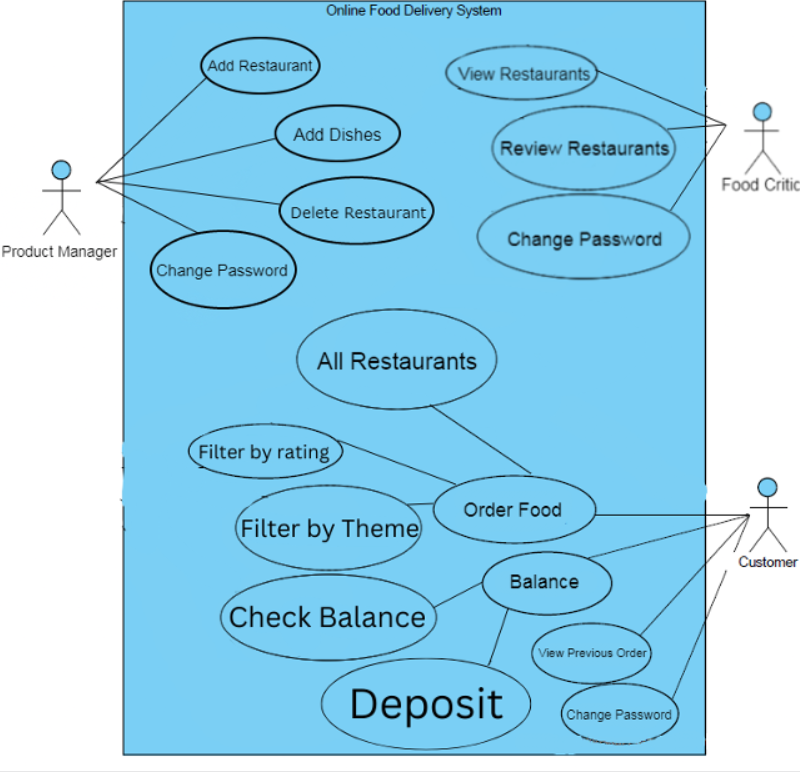 Online Food Delivery System
Add Restaurant
View Restaurants
Add Dishes
Review Restaurants
Food Critic
Delete Restaurant
Product Manager
Change Password
Change Password
All Restaurants
Filter by rating
Order Food
Filter by Theme
Customer
Balance
Check Balance
View Previous Order
Deposit
Change Password